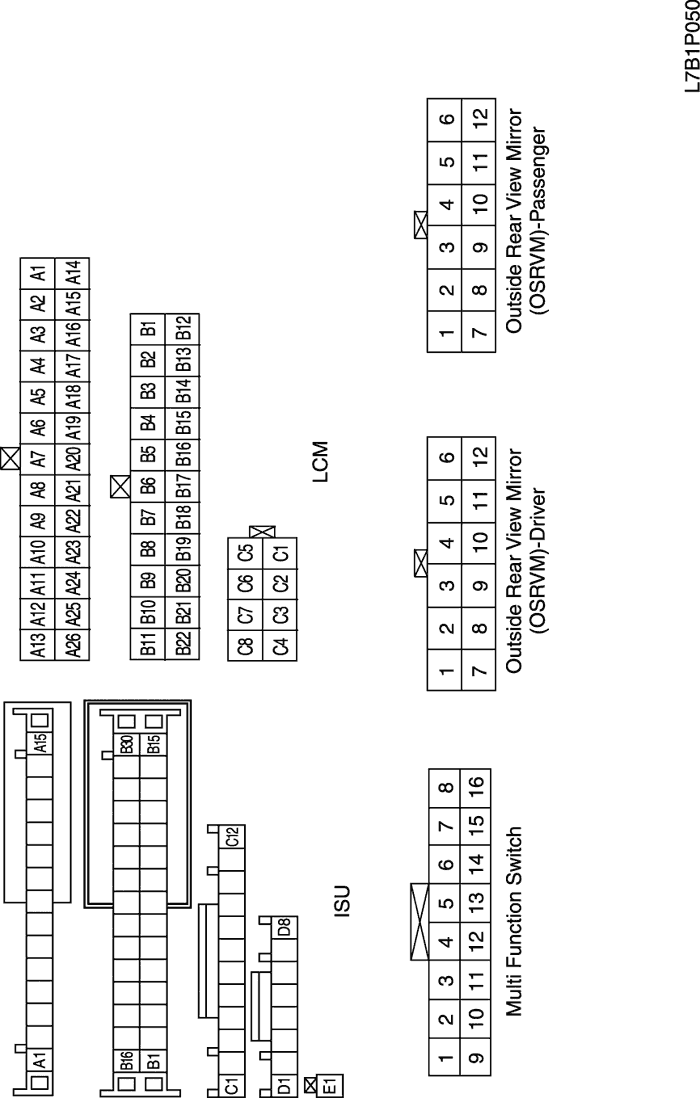 A1 A15
B16 B30
B1 B15
C1 C12
D1 D8
E1
ISU
A13 A12 A11 A10 A9 A8 A7 A6 A5 A4 A3 A2 A1
A26 A25 A24 A23 A22 A21 A20 A19 A18 A17 A16 A15 A14
B11 B10 B9 B8 B7 B6 B5 B4 B3 B2 B1
B22 B21 B20 B19 B18 B17 B16 B15 B14 B13 B12
C8 C7 C6 C5
C4 C3 C2 C1
LCM
1 2 3 4 5 6 7 8
9 10 11 12 13 14 15 16
Multi Function Switch
1 2 3 4 5 6
7 8 9 10 11 12
Outside Rear View Mirror
(OSRVM)-Driver
1 2 3 4 5 6
7 8 9 10 11 12
Outside Rear View Mirror
(OSRVM)-Passenger
L7B1P050